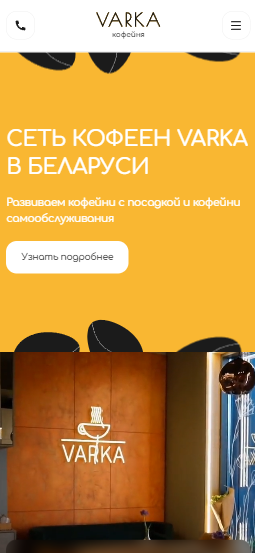 VARKA
кофейня
СЕТЬ КОФЕЕН VARKA
В БЕЛАРУСИ
Развиваем кофейни с посадкой и кофейни
самообслуживания
Узнать подробнее
VARKA